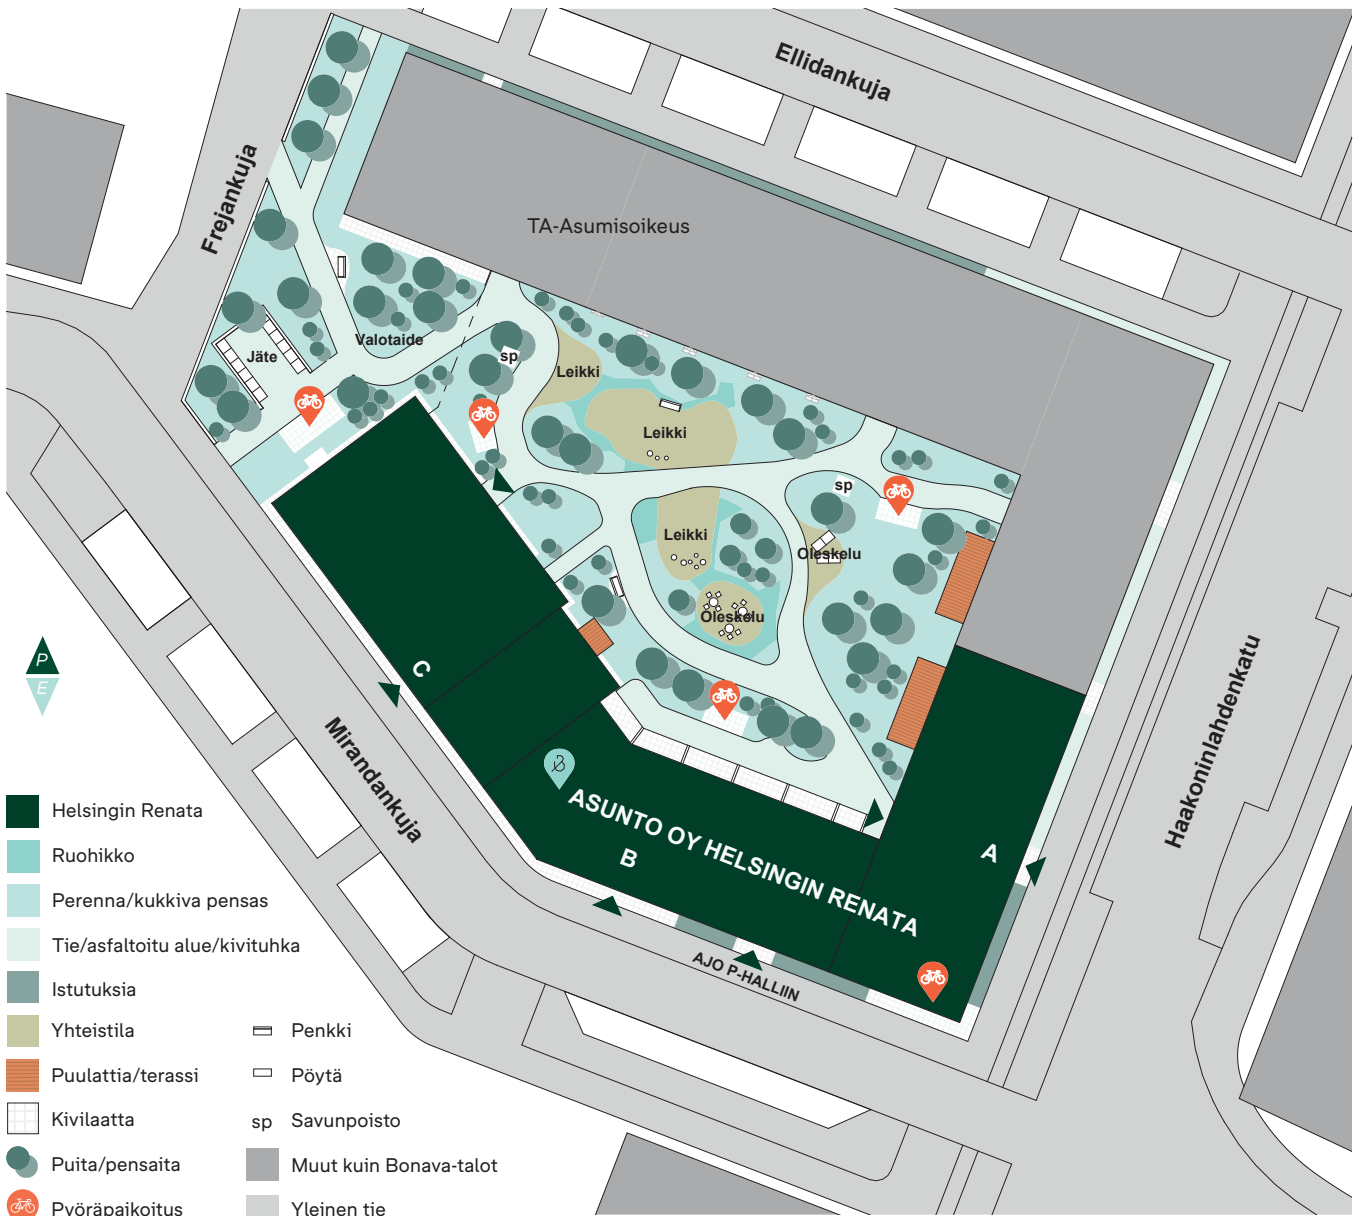 Ellidankuja
Frejankuja
TA-Asumisoikeus
Valotaide
Jäte
sp
Leikki
Leikki
sp
Leikki
Oleskelu
Oleskelu
Haakoninlahdenkatu
P
E
C
Mirandankuja
ASUNTO OY HELSINGIN RENATA
B
A
AJO P-HALLIIN
Helsingin Renata
Ruohikko
Perenna/kukkiva pensas
Tie/asfaltoitu alue/kivituhka
Istutuksia
Yhteistila
Puulattia/terassi
Kivilaatta
Puita/pensaita
Pyöräpaikoitus
Penkki
Pöytä
sp Savunpoisto
Muut kuin Bonava-talot
Yleinen tie